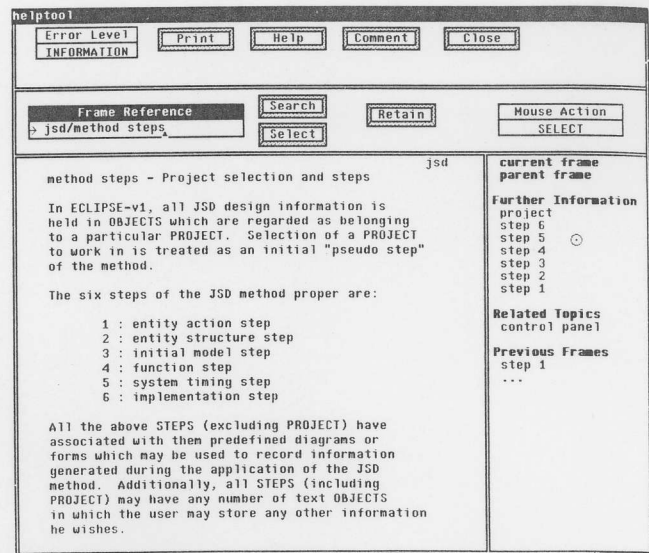 helptool
Error Level
INFORMATION
Print
Help
Comment
Close
Frame Reference
→ jsd/method steps
Search
Select
Retain
Mouse Action
SELECT
jsd
method steps - Project selection and steps
In ECLIPSE-v1, all JSD design information is
held in OBJECTS which are regarded as belonging
to a particular PROJECT. Selection of a PROJECT
to work in is treated as an initial "pseudo step"
of the method.
The six steps of the JSD method proper are:
1 : entity action step
2 : entity structure step
3 : initial model step
4 : function step
5 : system timing step
6 : implementation step
All the above STEPS (excluding PROJECT) have
associated with them predefined diagrams or
forms which may be used to record information
generated during the application of the JSD
method. Additionally, all STEPS (including
PROJECT) may have any number of text OBJECTS
in which the user may store any other information
he wishes.
current frame
parent frame
Further Information
project
step 6
step 5
step 4
step 3
step 2
step 1
Related Topics
control panel
Previous Frames
step 1
...